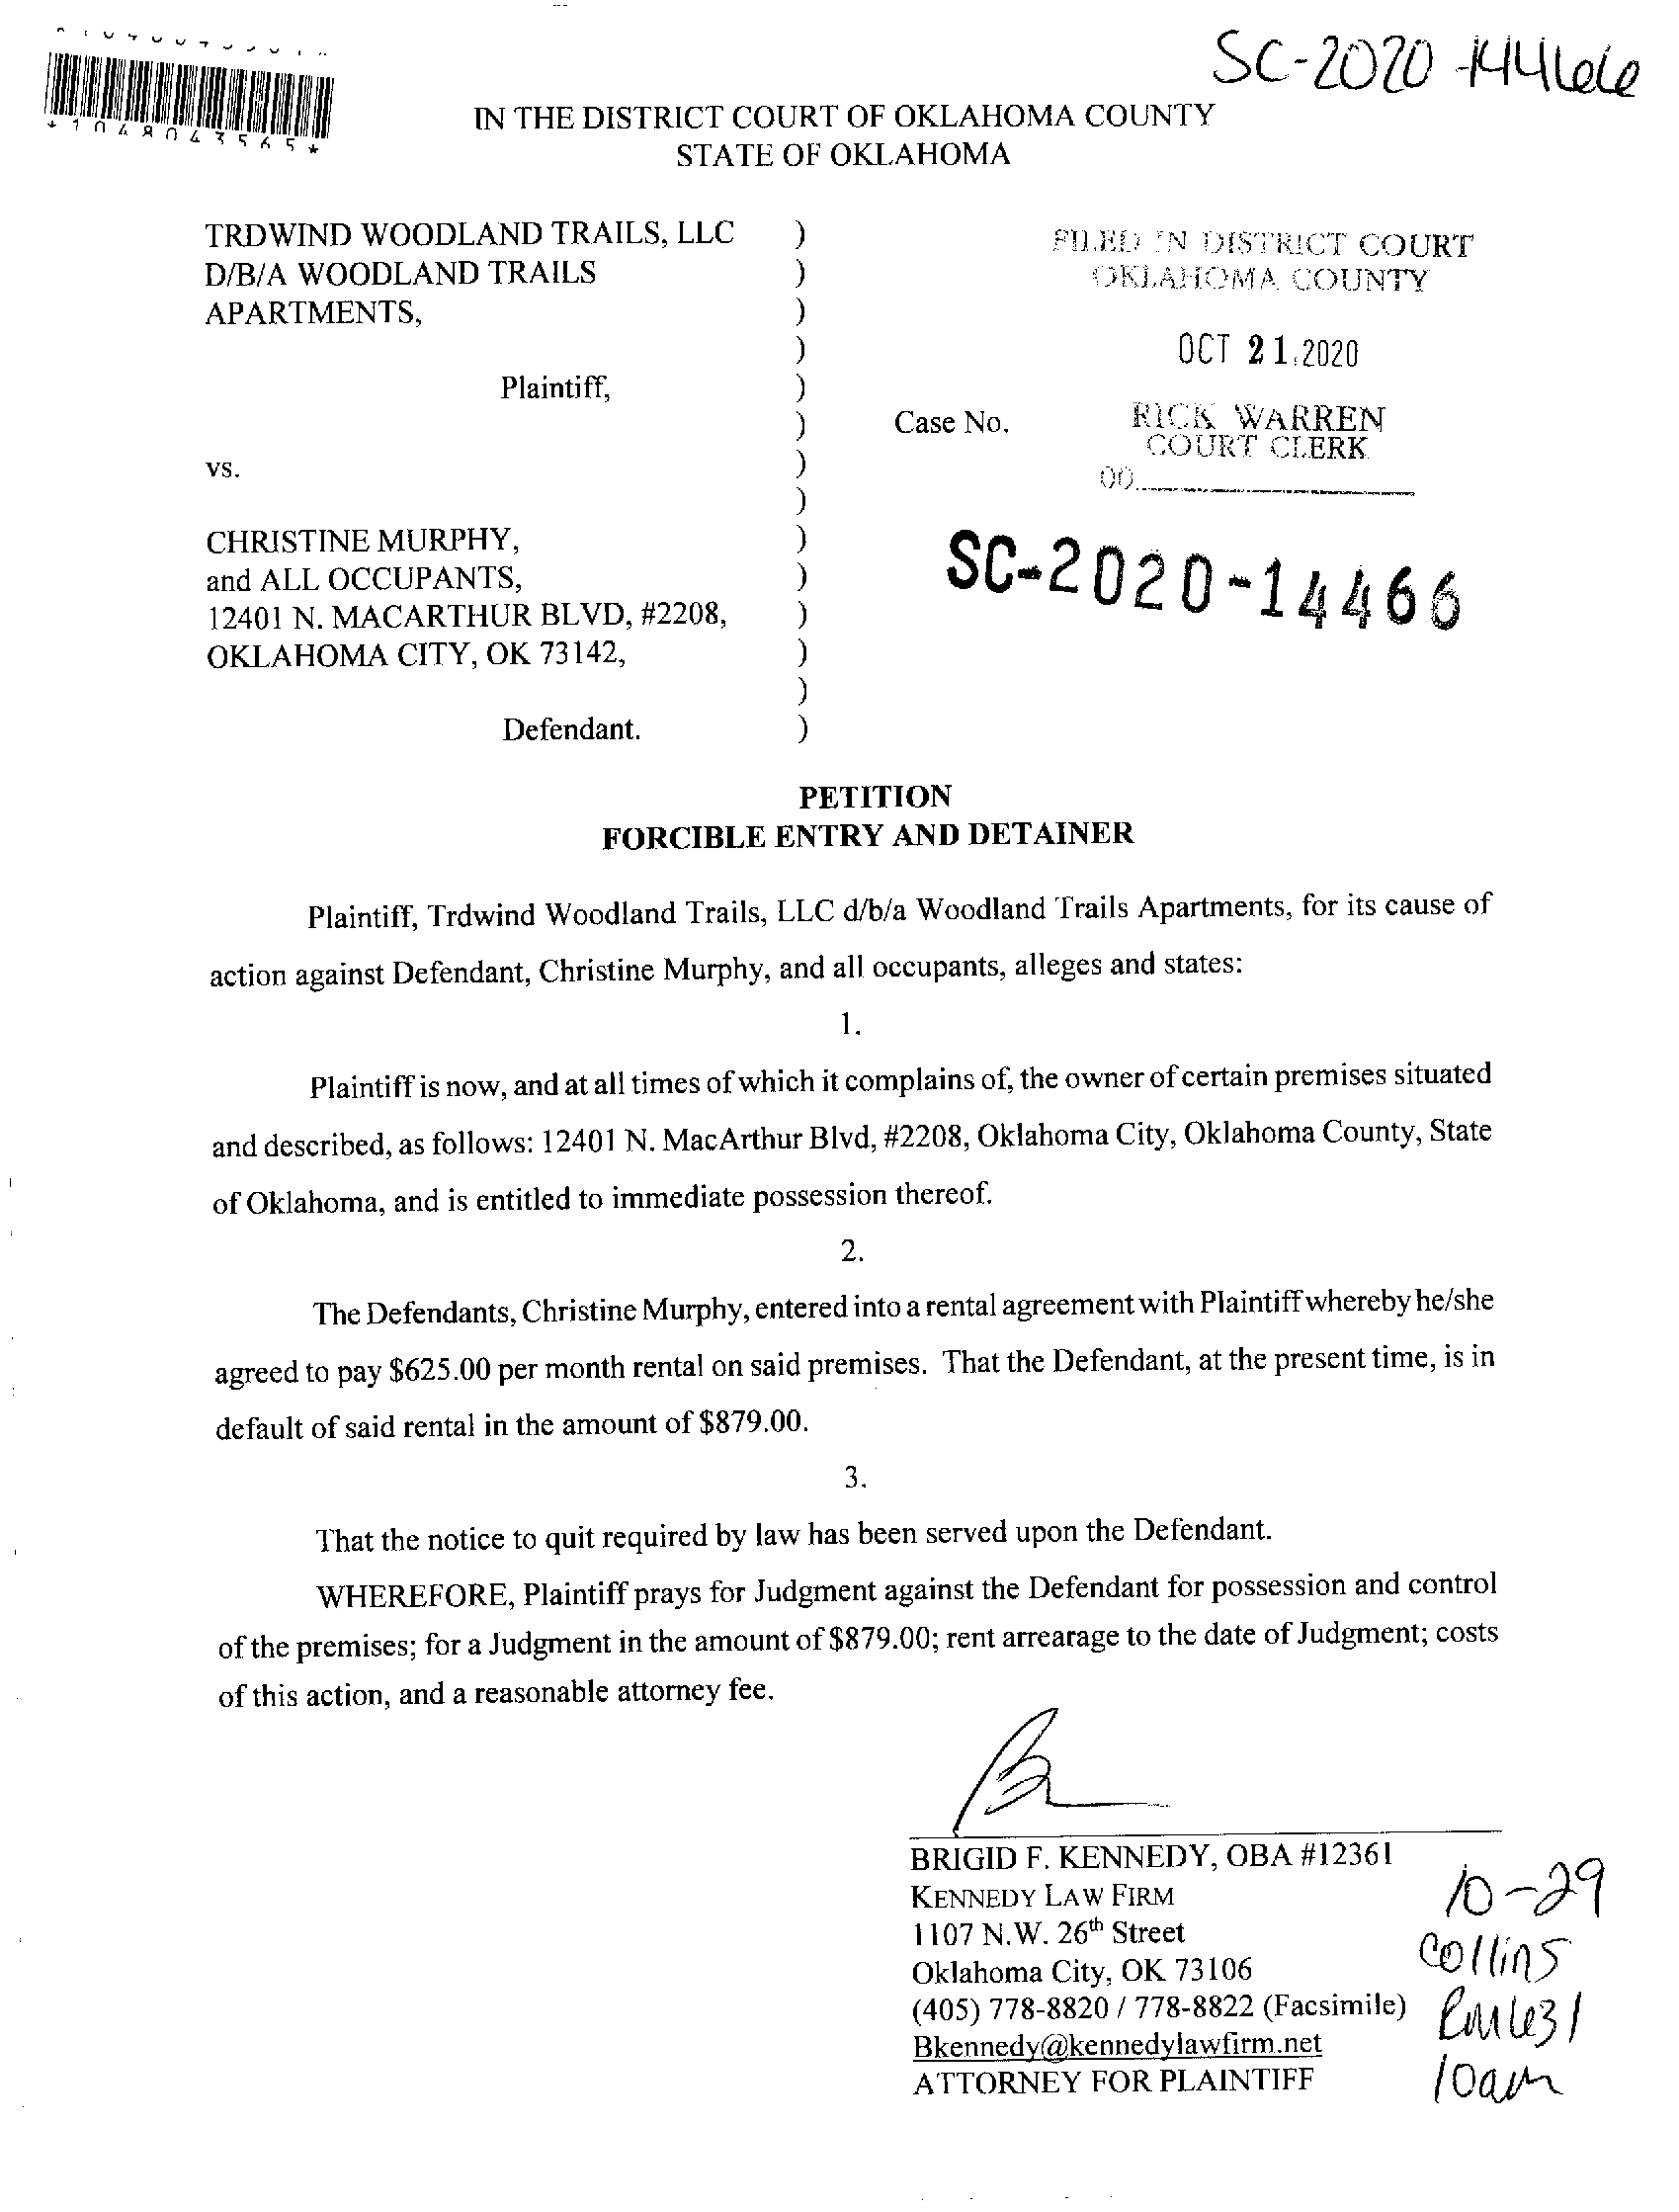 SC-2020-14466
*1048043565*
IN THE DISTRICT COURT OF OKLAHOMA COUNTY
STATE OF OKLAHOMA
TRDWIND WOODLAND TRAILS, LLC )
D/B/A WOODLAND TRAILS )
APARTMENTS, )
)
Plaintiff, )
)
vs. )
)
CHRISTINE MURPHY, )
and ALL OCCUPANTS, )
12401 N. MACARTHUR BLVD, #2208, )
OKLAHOMA CITY, OK 73142, )
)
Defendant. )
FILED IN DISTRICT COURT
OKLAHOMA COUNTY
OCT 21 2020
Case No.
RICK WARREN
COURT CLERK
00
SC-2020-14466
PETITION
FORCIBLE ENTRY AND DETAINER
Plaintiff, Trdwind Woodland Trails, LLC d/b/a Woodland Trails Apartments, for its cause of
action against Defendant, Christine Murphy, and all occupants, alleges and states:
1.
Plaintiff is now, and at all times of which it complains of, the owner of certain premises situated
and described, as follows: 12401 N. MacArthur Blvd, #2208, Oklahoma City, Oklahoma County, State
of Oklahoma, and is entitled to immediate possession thereof.
2.
The Defendants, Christine Murphy, entered into a rental agreement with Plaintiff whereby he/she
agreed to pay $625.00 per month rental on said premises. That the Defendant, at the present time, is in
default of said rental in the amount of $879.00.
3.
That the notice to quit required by law has been served upon the Defendant.
WHEREFORE, Plaintiff prays for Judgment against the Defendant for possession and control
of the premises; for a Judgment in the amount of $879.00; rent arrearage to the date of Judgment; costs
of this action, and a reasonable attorney fee.
BRIGID F. KENNEDY, OBA #12361
KENNEDY LAW FIRM
1107 N.W. 26th Street
Oklahoma City, OK 73106
(405) 778-8820 / 778-8822 (Facsimile)
Bkennedy@kennedylawfirm.net
ATTORNEY FOR PLAINTIFF
10-29
Collins
Rm 631
10am